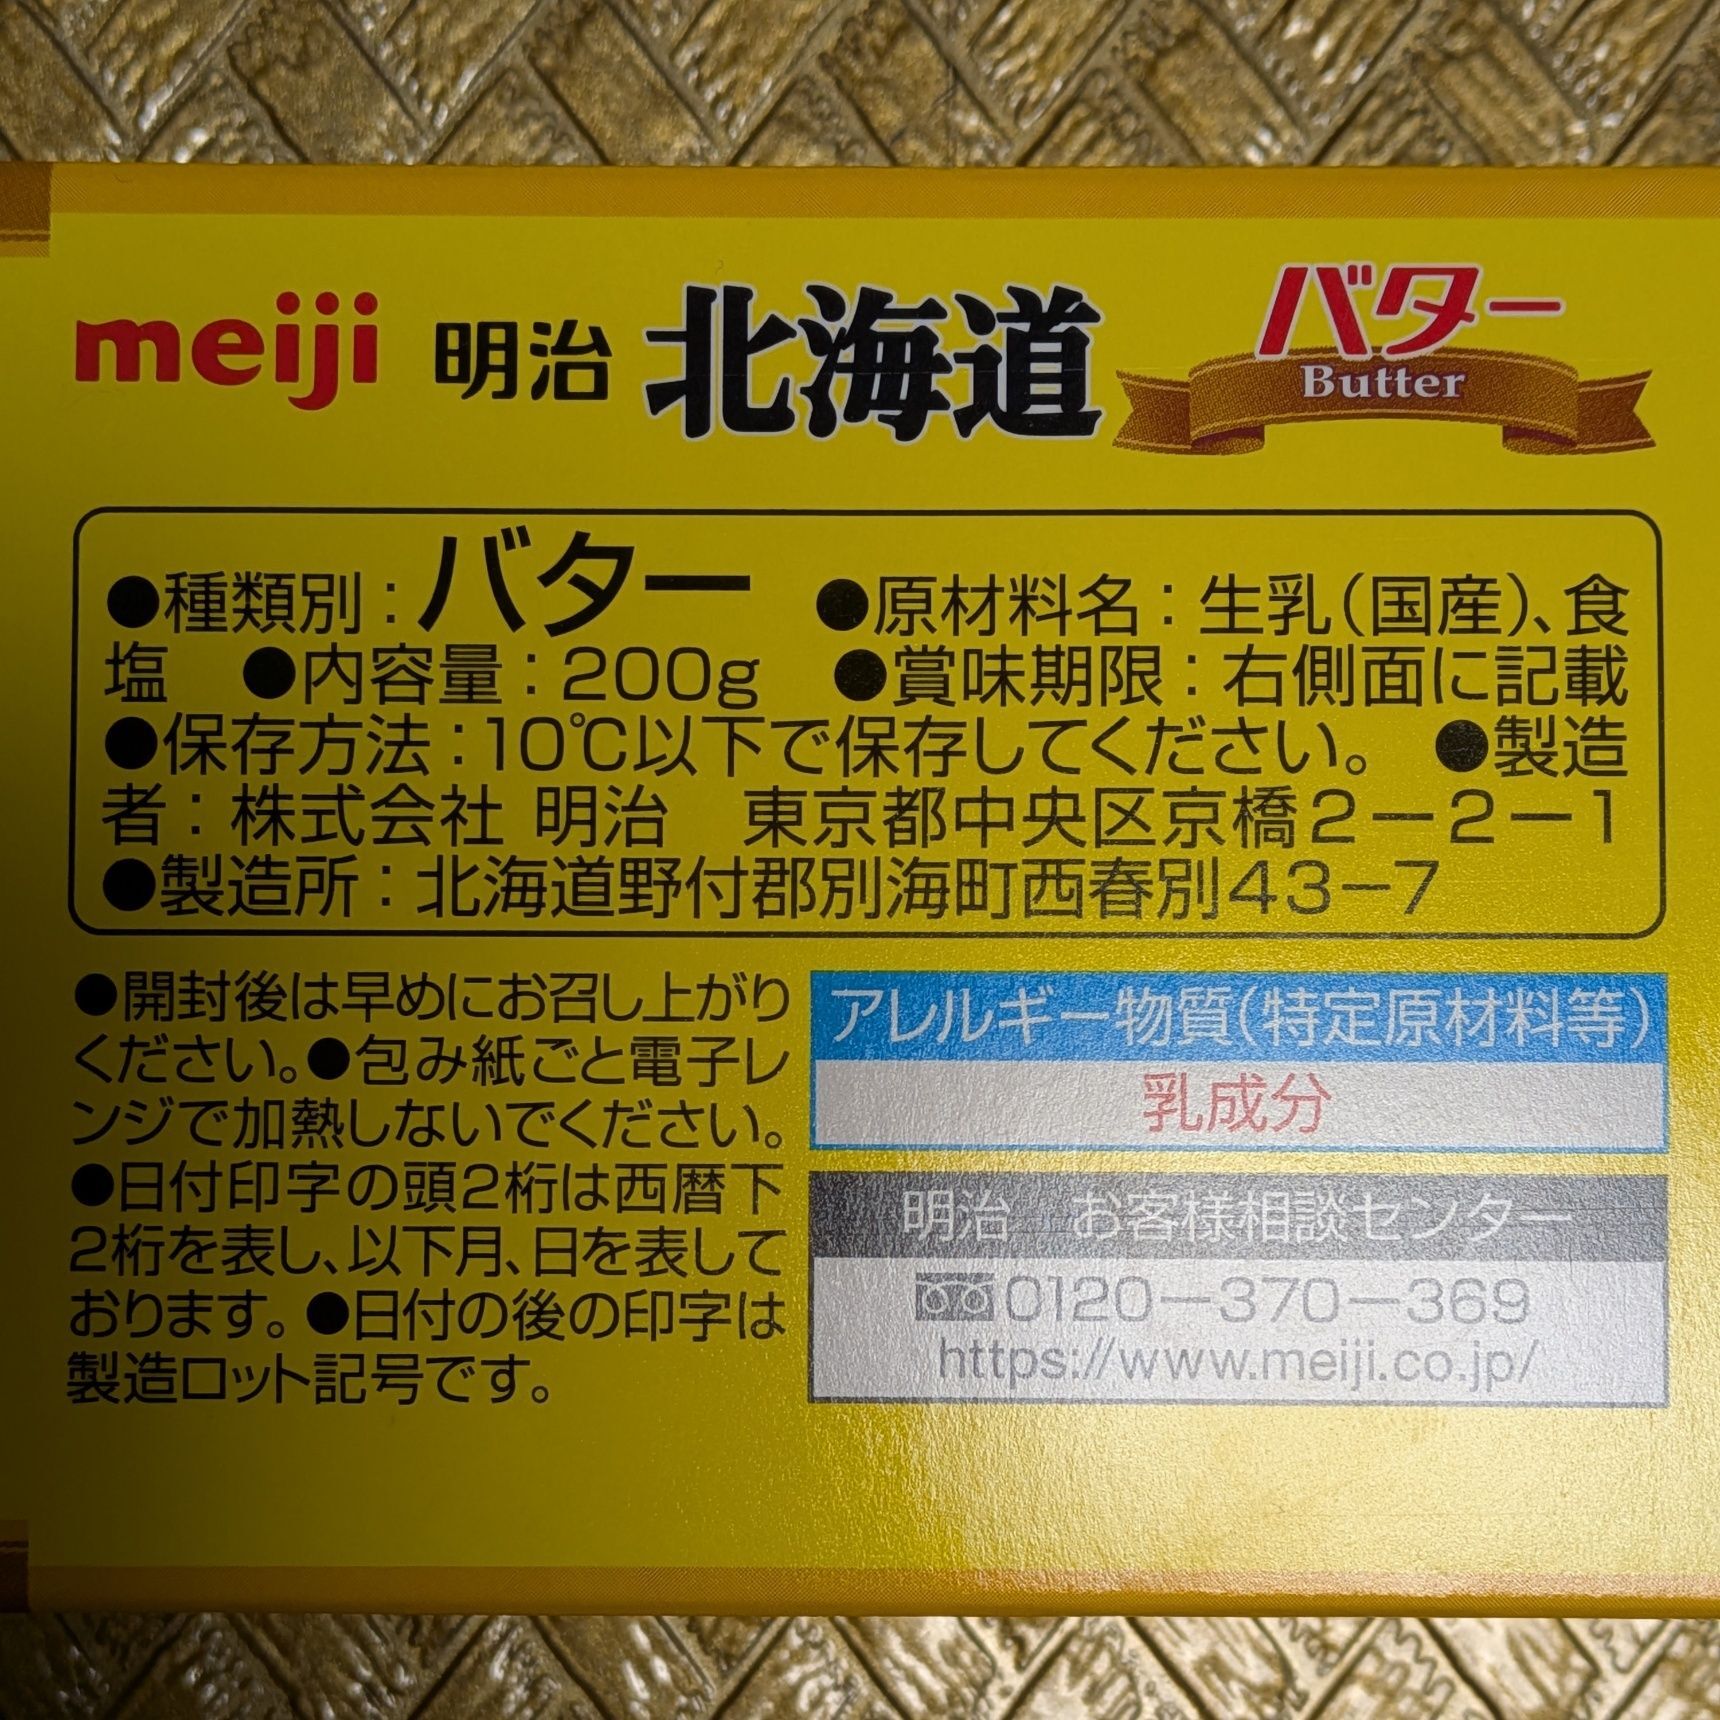 meiji 明治 北海道 バター
Butter
●種類別：バター ●原材料名：生乳(国産)、食
塩 ●内容量：200g ●賞味期限：右側面に記載
●保存方法：10℃以下で保存してください。 ●製造
者：株式会社 明治 東京都中央区京橋2－2－1
●製造所：北海道野付郡別海町西春別43－7
●開封後は早めにお召し上がり
ください。●包み紙ごと電子レ
ンジで加熱しないでください。
●日付印字の頭2桁は西暦下
2桁を表し、以下月、日を表して
おります。●日付の後の印字は
製造ロット記号です。
アレルギー物質(特定原材料等)
乳成分
明治 お客様相談センター
0120－370－369
https://www.meiji.co.jp/